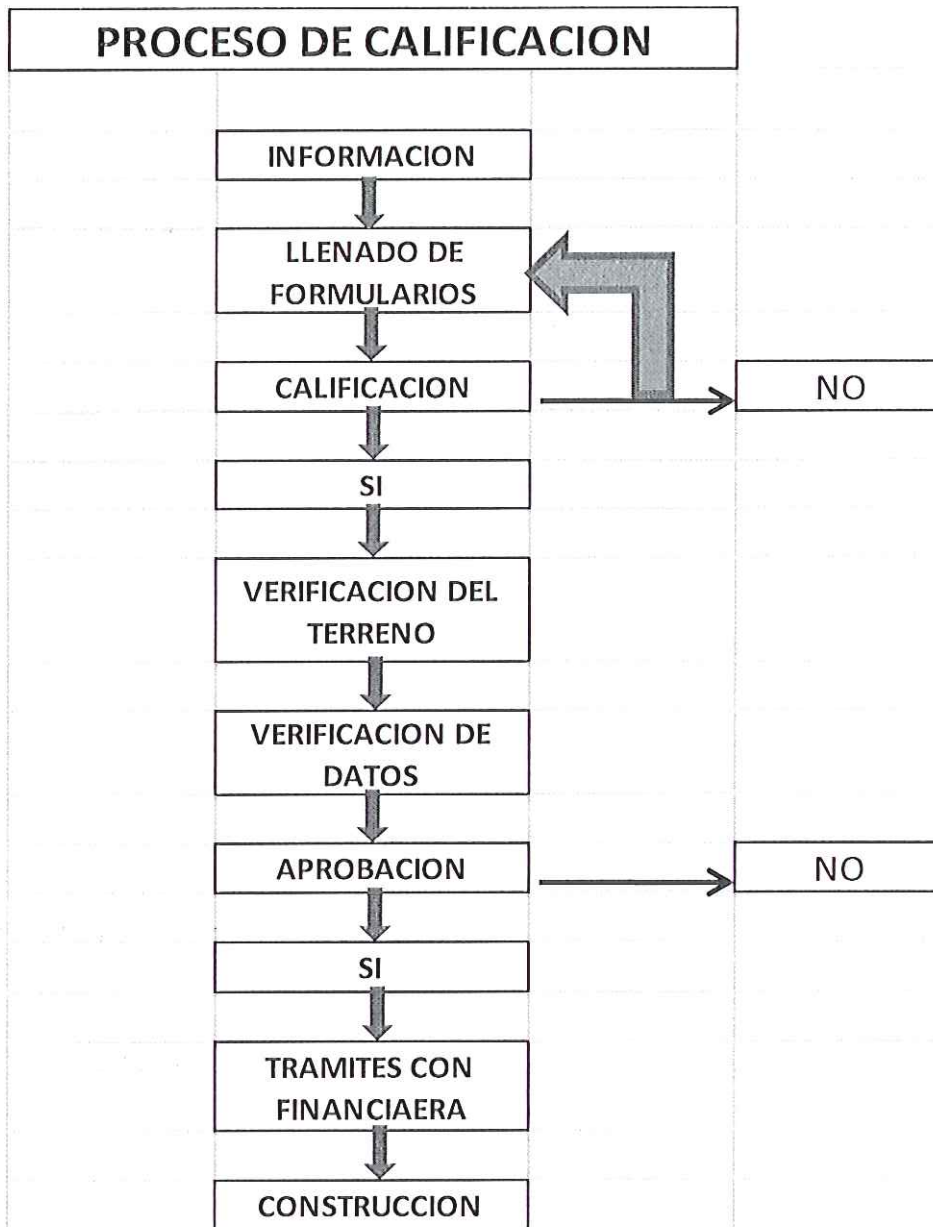 PROCESO DE CALIFICACION
INFORMACION
LLENADO DE
FORMULARIOS
CALIFICACION
NO
SI
VERIFICACION DEL
TERRENO
VERIFICACION DE
DATOS
APROBACION
NO
SI
TRAMITES CON
FINANCIAERA
CONSTRUCCION